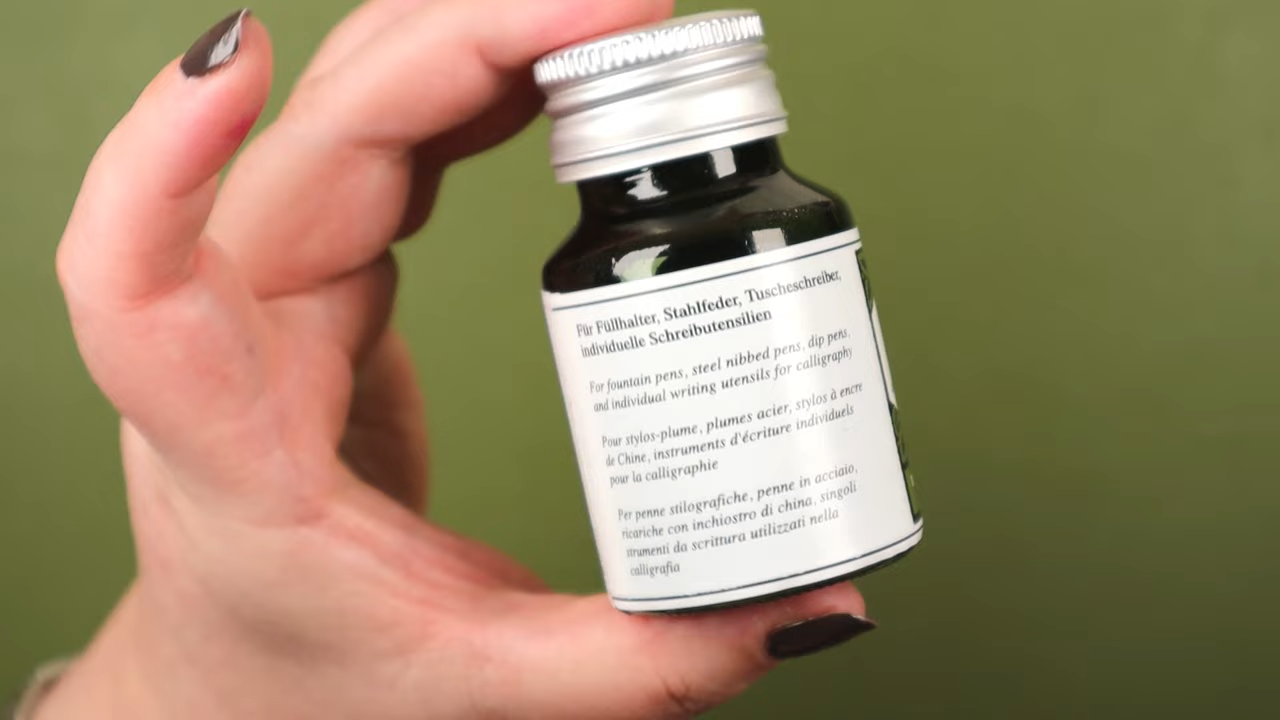 Für Füllhalter, Stahlfeder, Tuscheschreiber,
individuelle Schreibutensilien
For fountain pens, steel nibbed pens, dip pens,
and individual writing utensils for calligraphy
Pour stylos-plume, plumes acier, stylos à encre
de Chine, instruments d'écriture individuels
pour la calligraphie
Per penne stilografiche, penne in acciaio,
ricariche con inchiostro di china, singoli
strumenti da scrittura utilizzati nella
calligrafia